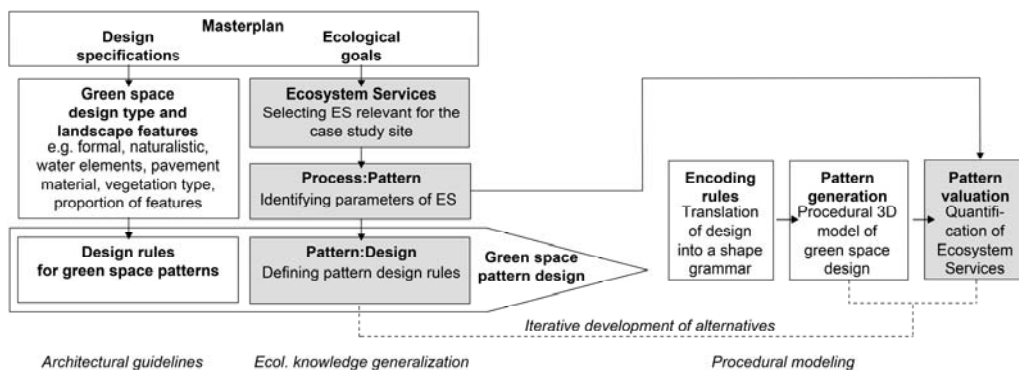 Masterplan
Design
specifications
Ecological
goals
Green space
design type and
landscape features
e.g. formal, naturalistic,
water elements, pavement
material, vegetation type,
proportion of features
Ecosystem Services
Selecting ES relevant for the
case study site
Process:Pattern
Identifying parameters of ES
Design rules
for green space patterns
Pattern:Design
Defining pattern design rules
Green space
pattern design
Encoding
rules
Translation
of design
into a shape
grammar
Pattern
generation
Procedural 3D
model of
green space
design
Pattern
valuation
Quantifi-
cation of
Ecosystem
Services
Iterative development of alternatives
Architectural guidelines
Ecol. knowledge generalization
Procedural modeling